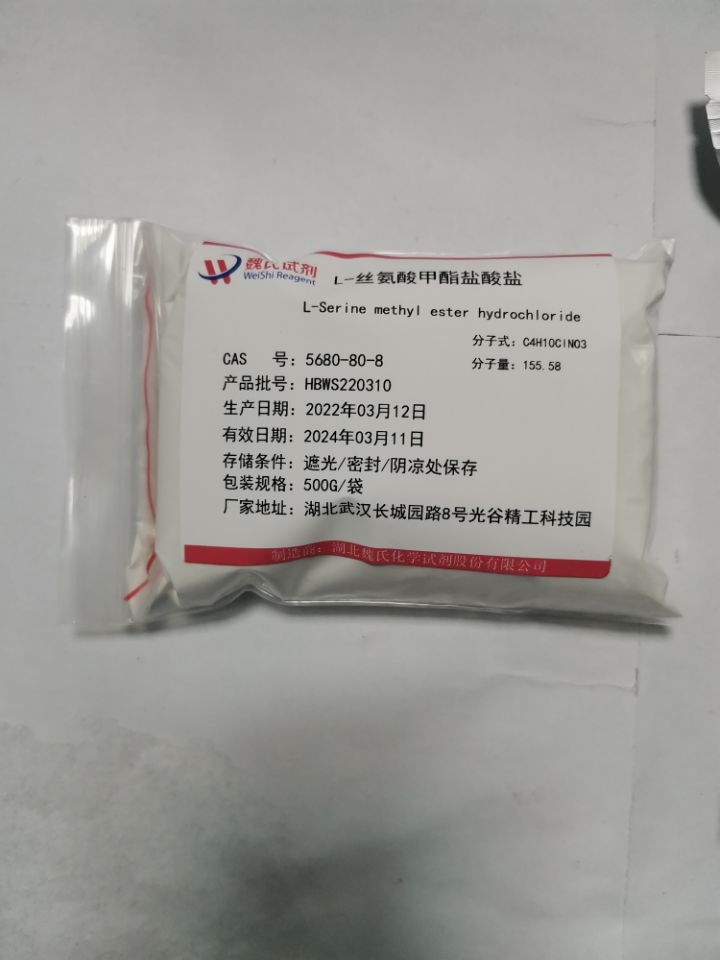 魏氏试剂
WeiShi Reagent
L-丝氨酸甲酯盐酸盐
L-Serine methyl ester hydrochloride
分子式：C4H10ClNO3
CAS 号：5680-80-8
分子量：155.58
产品批号：HBWS220310
生产日期：2022年03月12日
有效日期：2024年03月11日
存储条件：遮光/密封/阴凉处保存
包装规格：500G/袋
厂家地址：湖北武汉长城园路8号光谷精工科技园
制造商：湖北魏氏化学试剂股份有限公司